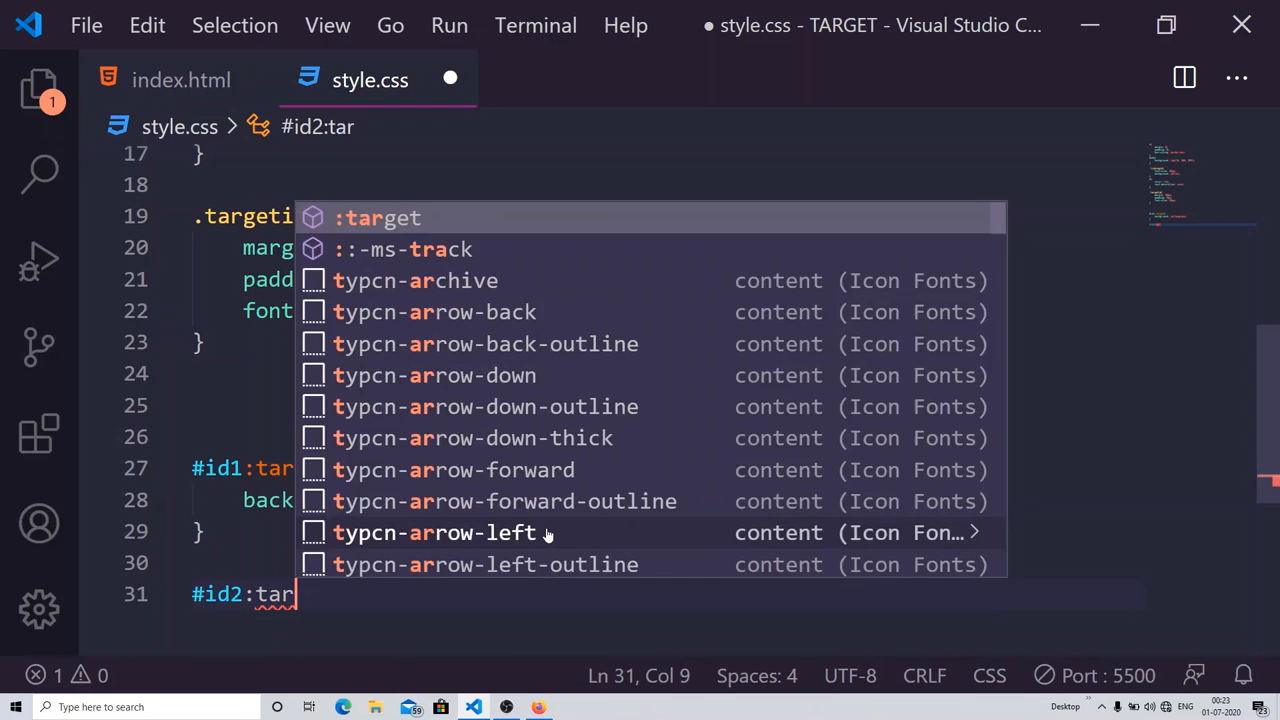 File Edit Selection View Go Run Terminal Help ● style.css - TARGET - Visual Studio C...
index.html style.css
style.css > #id2:tar
17 }
18
19 .targeti
20 marg
21 padd
22 font
23 }
24
25
26
27 #id1:tar
28 back
29 }
30
31 #id2:tar
:target
::-ms-track
typcn-archive content (Icon Fonts)
typcn-arrow-back content (Icon Fonts)
typcn-arrow-back-outline content (Icon Fonts)
typcn-arrow-down content (Icon Fonts)
typcn-arrow-down-outline content (Icon Fonts)
typcn-arrow-down-thick content (Icon Fonts)
typcn-arrow-forward content (Icon Fonts)
typcn-arrow-forward-outline content (Icon Fonts)
typcn-arrow-left content (Icon Fon... >
typcn-arrow-left-outline content (Icon Fonts)
1
1 0 Ln 31, Col 9 Spaces: 4 UTF-8 CRLF CSS Port : 5500
Type here to search 59 Desktop ENG 00:23 01-07-2020 23